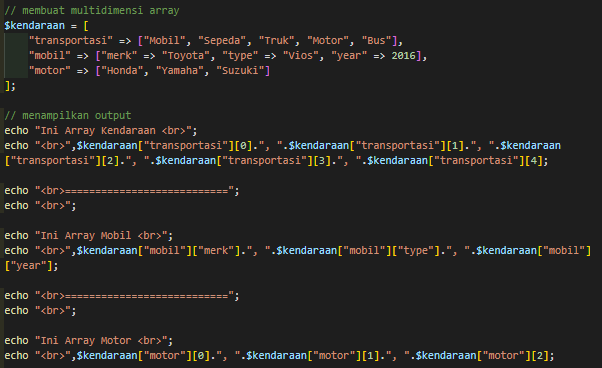 // membuat multidimensi array
$kendaraan = [
    "transportasi" => ["Mobil", "Sepeda", "Truk", "Motor", "Bus"],
    "mobil" => ["merk" => "Toyota", "type" => "Vios", "year" => 2016],
    "motor" => ["Honda", "Yamaha", "Suzuki"]
];

// menampilkan output
echo "Ini Array Kendaraan <br>";
echo "<br>",$kendaraan["transportasi"][0].", ".$kendaraan["transportasi"][1].", ".$kendaraan
["transportasi"][2].", ".$kendaraan["transportasi"][3].", ".$kendaraan["transportasi"][4];

echo "<br>===========================";
echo "<br>";

echo "Ini Array Mobil <br>";
echo "<br>",$kendaraan["mobil"]["merk"].", ".$kendaraan["mobil"]["type"].", ".$kendaraan["mobil"]
["year"];

echo "<br>===========================";
echo "<br>";

echo "Ini Array Motor <br>";
echo "<br>",$kendaraan["motor"][0].", ".$kendaraan["motor"][1].", ".$kendaraan["motor"][2];